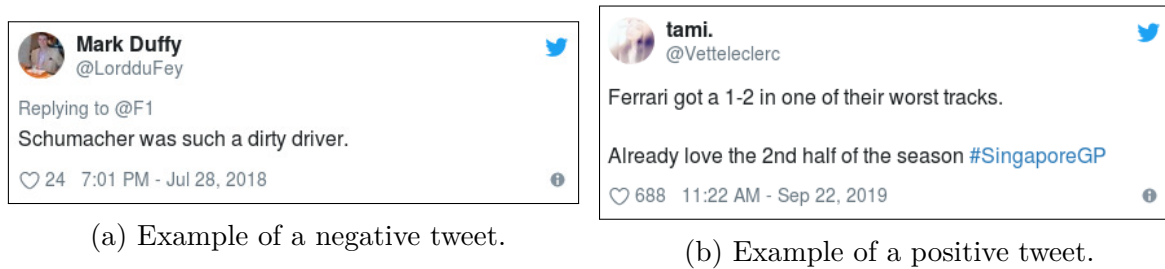 Mark Duffy
@LordduFey
Replying to @F1
Schumacher was such a dirty driver.
24 7:01 PM - Jul 28, 2018
(a) Example of a negative tweet.
tami.
@Vetteleclerc
Ferrari got a 1-2 in one of their worst tracks.
Already love the 2nd half of the season #SingaporeGP
688 11:22 AM - Sep 22, 2019
(b) Example of a positive tweet.